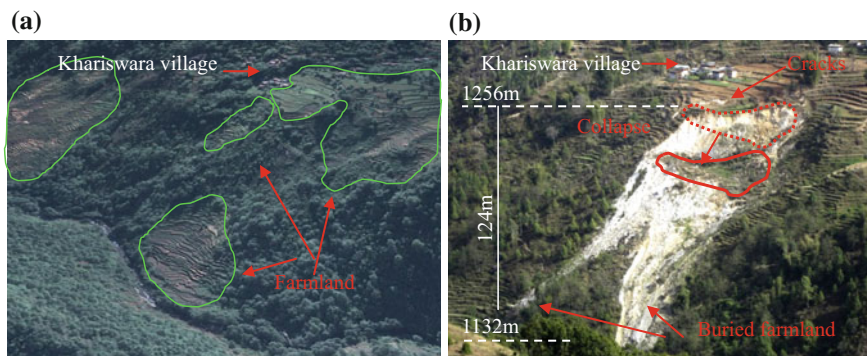 (a)
Khariswara village
Farmland
(b)
Khariswara village
Cracks
1256m
Collapse
124m
Buried farmland
1132m